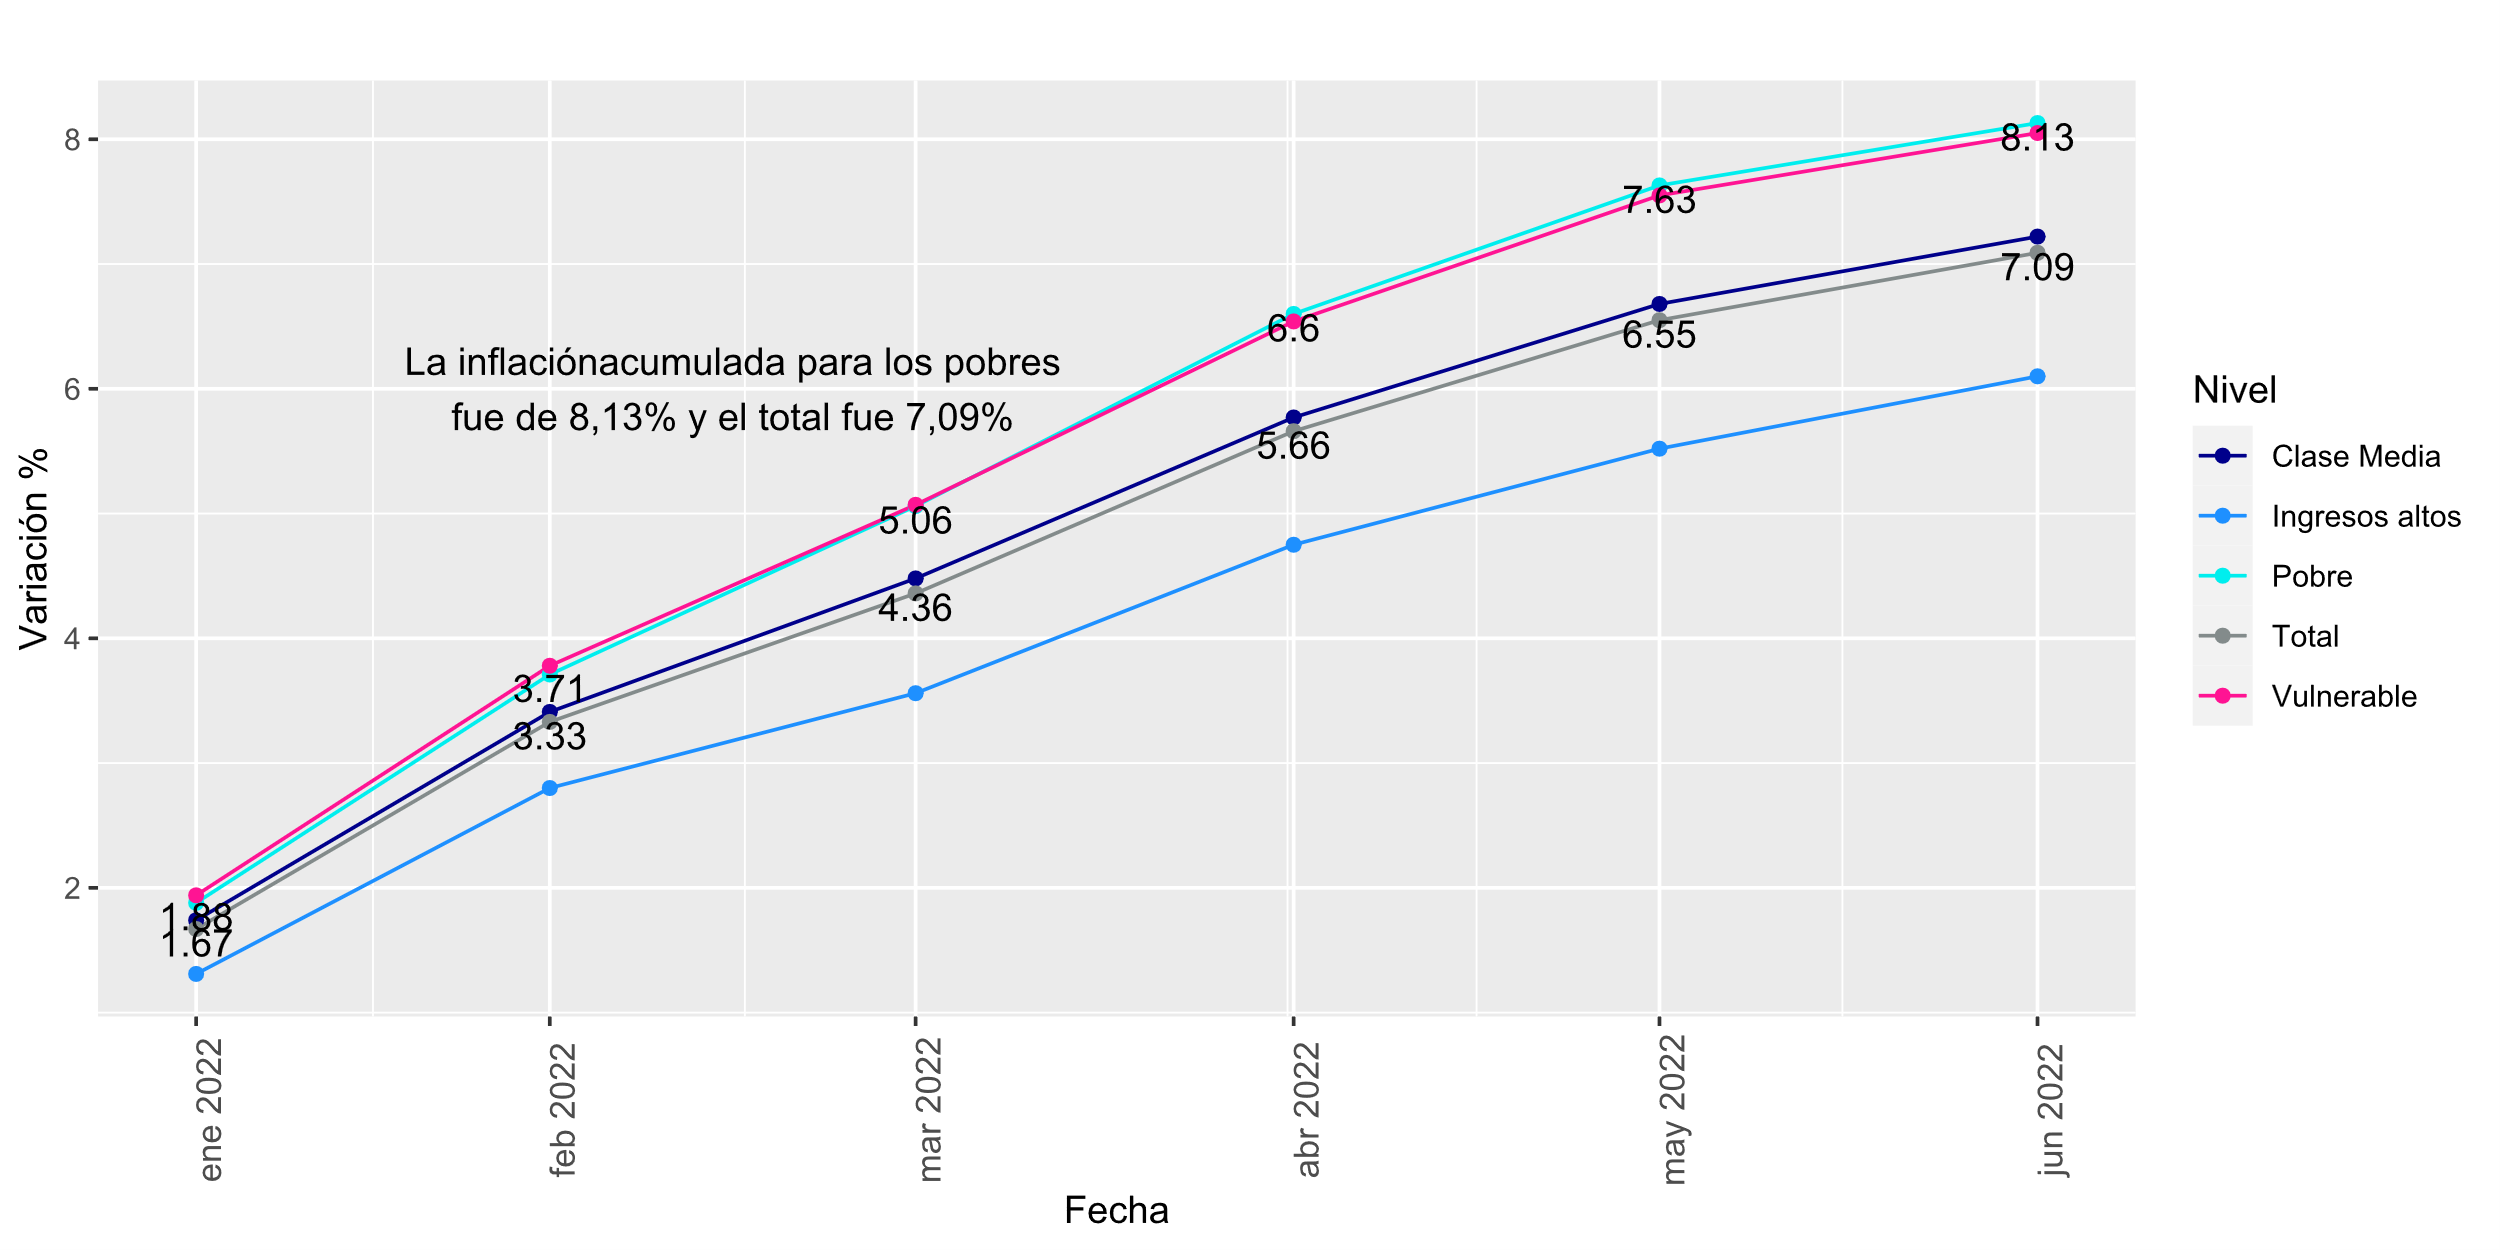 8
6
4
2
Variación %
La inflaciónacumulada para los pobres
fue de 8,13% y el total fue 7,09%
1.88
1.67
3.71
3.33
5.06
4.36
6.6
5.66
7.63
6.55
8.13
7.09
ene 2022
feb 2022
mar 2022
abr 2022
may 2022
jun 2022
Fecha
Nivel
Clase Media
Ingresos altos
Pobre
Total
Vulnerable